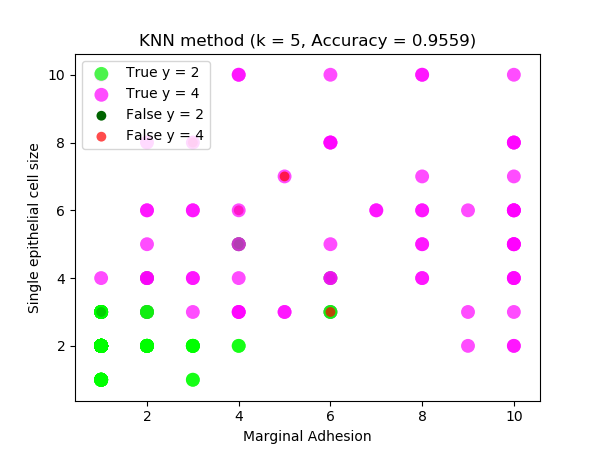 KNN method (k = 5, Accuracy = 0.9559)
True y = 2
True y = 4
False y = 2
False y = 4
10
8
6
4
2
Single epithelial cell size
2 4 6 8 10
Marginal Adhesion